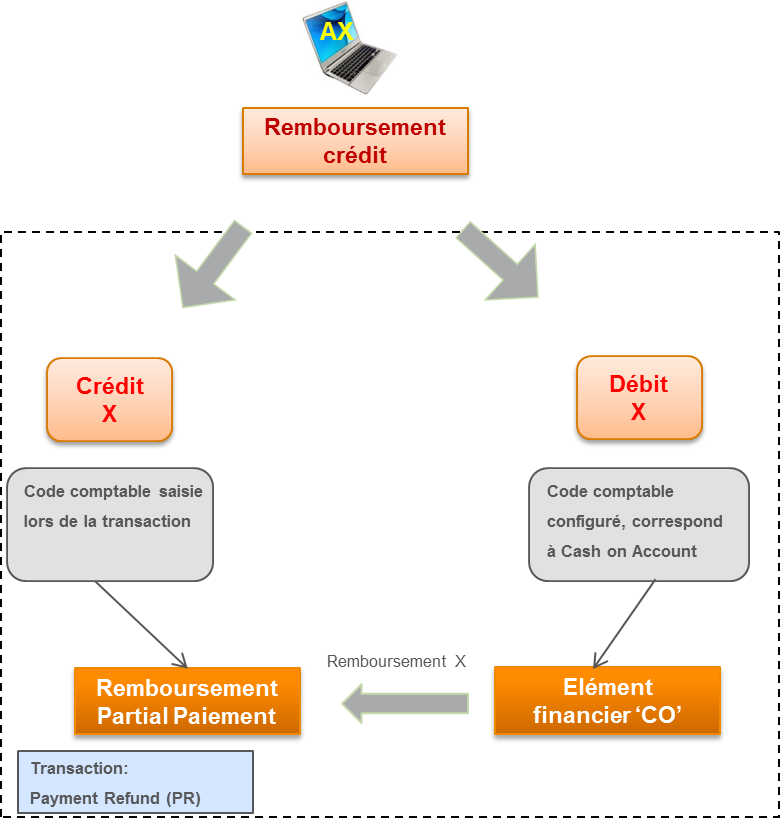 AX
Remboursement
crédit
Crédit
X
Débit
X
Code comptable saisie
lors de la transaction
Code comptable
configuré, correspond
à Cash on Account
Remboursement X
Remboursement
Partial Paiement
Elément
financier ‘CO’
Transaction:
Payment Refund (PR)